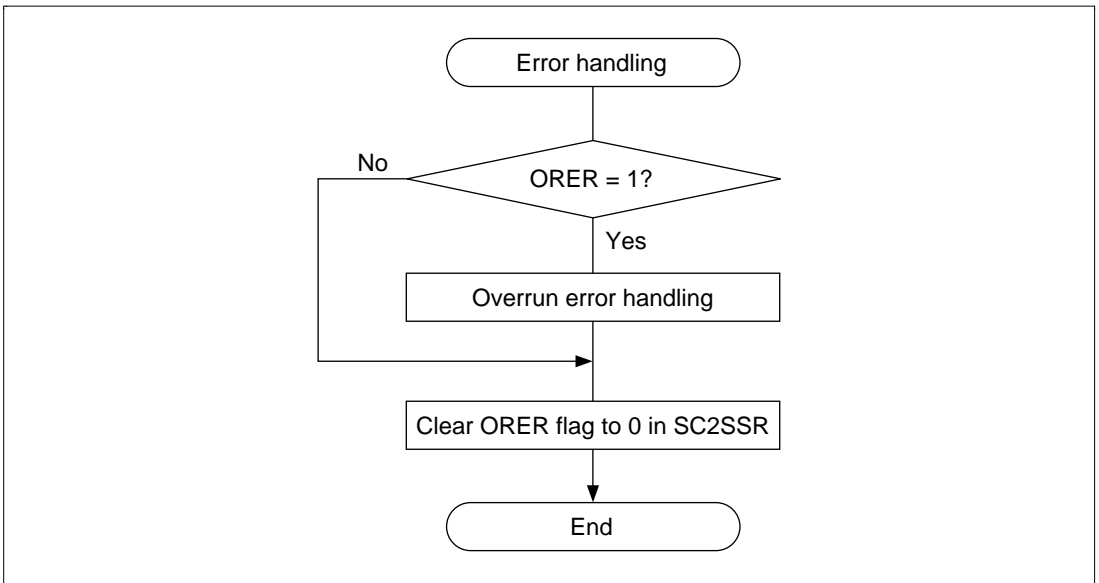 Error handling
No
ORER = 1?
Yes
Overrun error handling
Clear ORER flag to 0 in SC2SSR
End